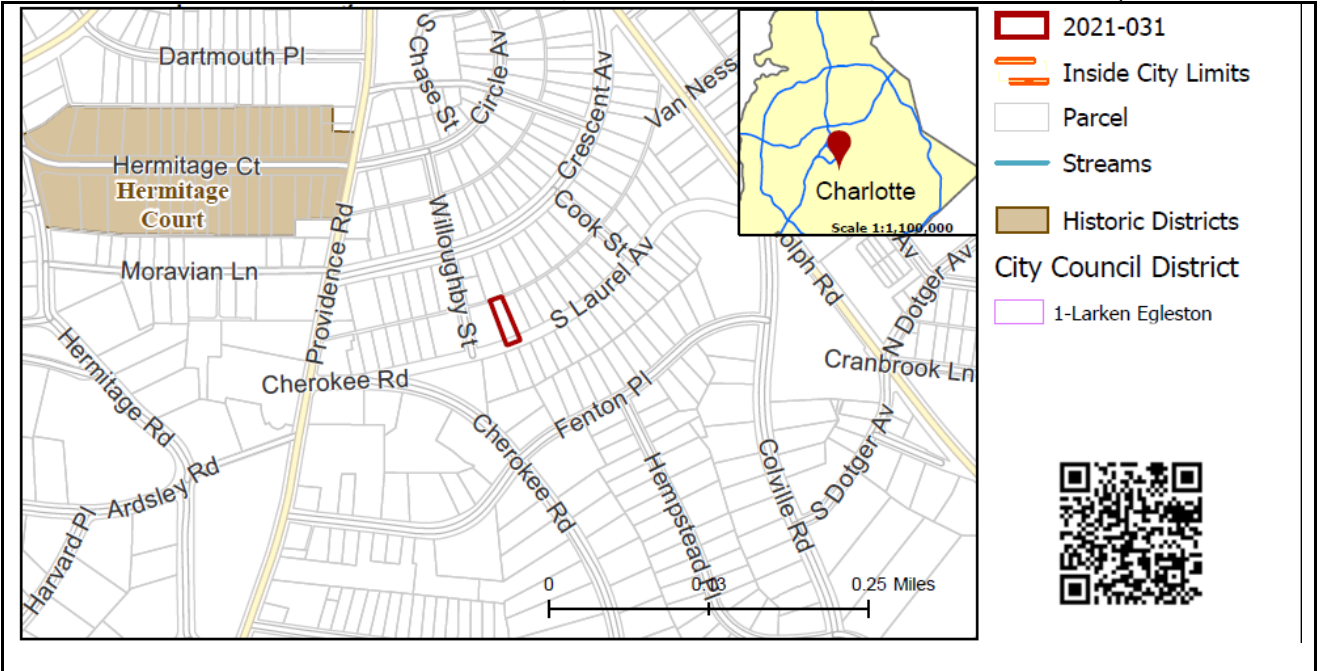 Dartmouth Pl
S Chase St
Circle Av
Crescent Av
Van Ness
Hermitage Ct
Hermitage
Court
Providence Rd
Willoughby St
Cook St
S Laurel Av
Moravian Ln
Hermitage Rd
Cherokee Rd
Cherokee Rd
Fenton Pl
Ardsley Rd
Harvard Pl
Hempstead Pl
Colville Rd
S Dotger Av
N Dotger Av
Cranbrook Ln
olph Rd
Av
0
0.13
0.25 Miles
Charlotte
Scale 1:1,100,000
2021-031
Inside City Limits
Parcel
Streams
Historic Districts
City Council District
1-Larken Egleston